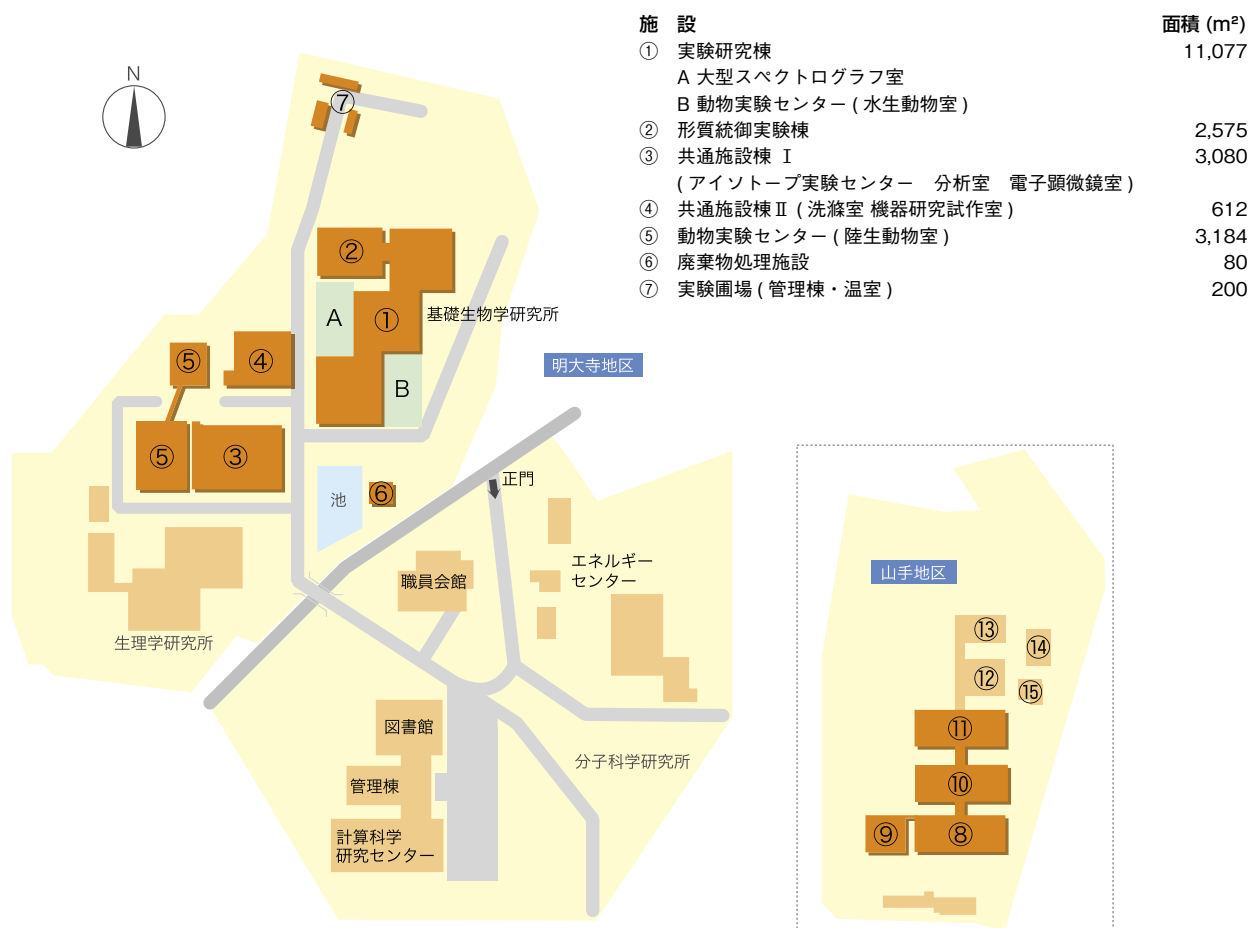 施 設 面積 (m²)
① 実験研究棟 11,077
A 大型スペクトログラフ室
B 動物実験センター ( 水生動物室 )
② 形質統御実験棟 2,575
③ 共通施設棟 Ⅰ 3,080
( アイソトープ実験センター 分析室 電子顕微鏡室 )
④ 共通施設棟Ⅱ ( 洗滌室 機器研究試作室 ) 612
⑤ 動物実験センター ( 陸生動物室 ) 3,184
⑥ 廃棄物処理施設 80
⑦ 実験圃場 ( 管理棟・温室 ) 200
N
⑦
②
A
①
基礎生物学研究所
⑤
④
B
明大寺地区
⑤
③
池
⑥
正門
職員会館
エネルギー
センター
生理学研究所
図書館
管理棟
計算科学
研究センター
分子科学研究所
山手地区
⑬
⑭
⑫
⑮
⑪
⑩
⑨
⑧